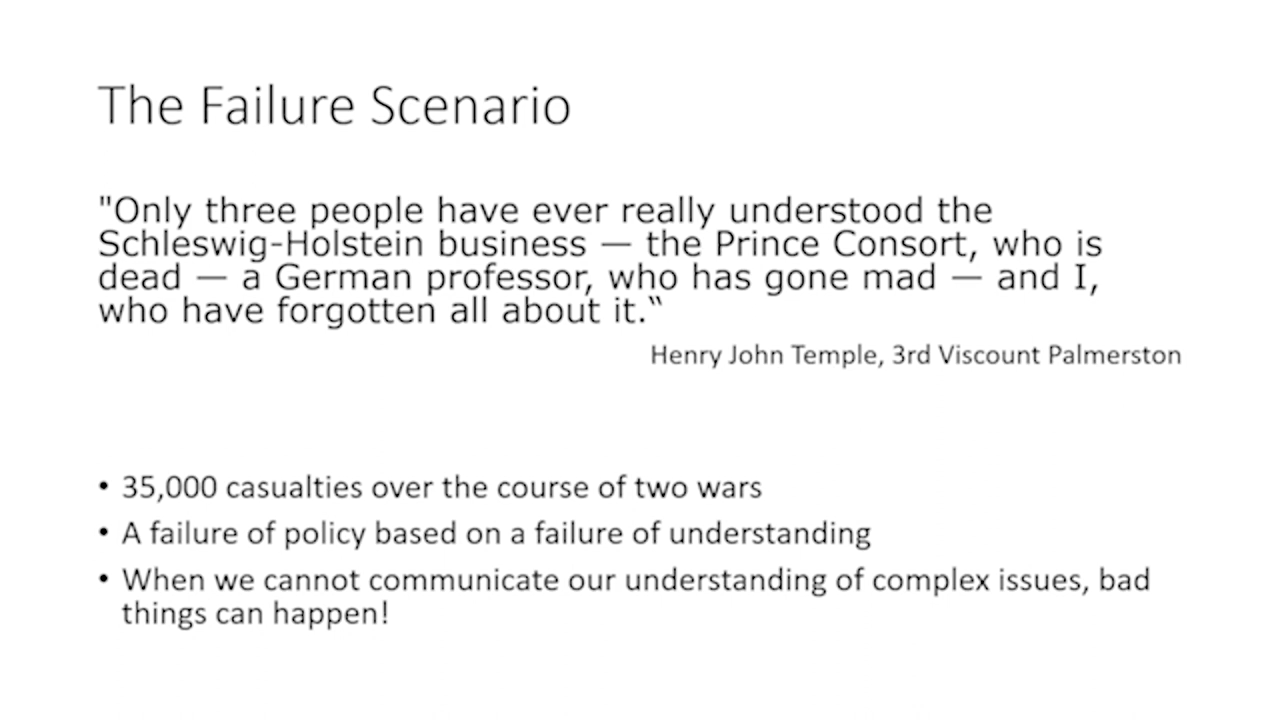 The Failure Scenario
"Only three people have ever really understood the
Schleswig-Holstein business — the Prince Consort, who is
dead — a German professor, who has gone mad — and I,
who have forgotten all about it.‟
Henry John Temple, 3rd Viscount Palmerston
• 35,000 casualties over the course of two wars
• A failure of policy based on a failure of understanding
• When we cannot communicate our understanding of complex issues, bad
things can happen!